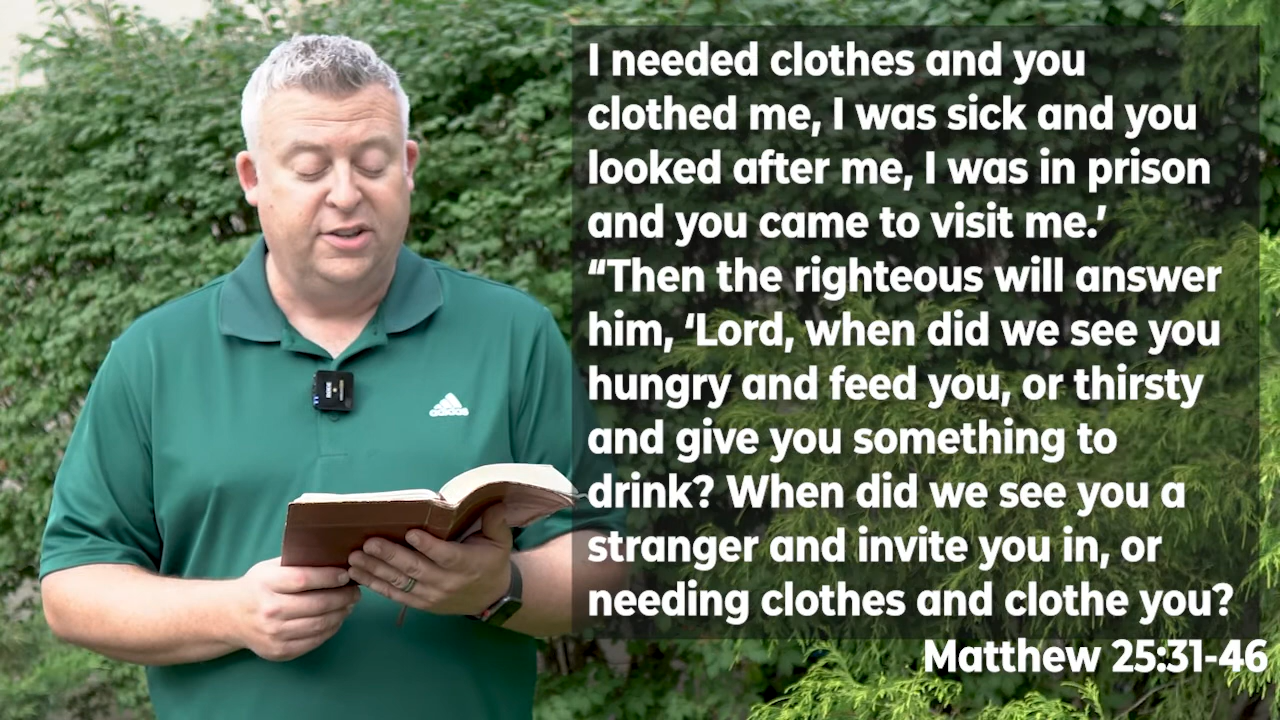 I needed clothes and you
clothed me, I was sick and you
looked after me, I was in prison
and you came to visit me.’
“Then the righteous will answer
him, ‘Lord, when did we see you
hungry and feed you, or thirsty
and give you something to
drink? When did we see you a
stranger and invite you in, or
needing clothes and clothe you?
Matthew 25:31-46
adidas